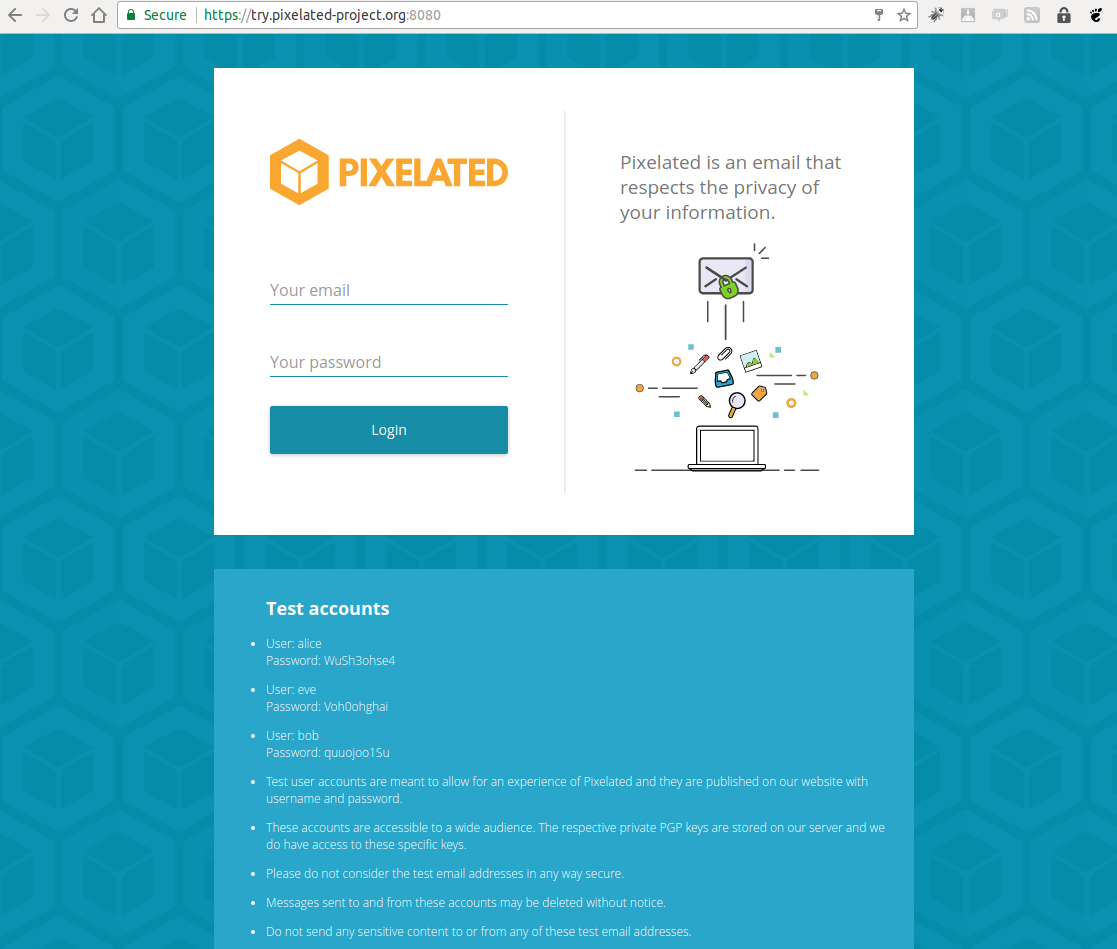 Secure https://try.pixelated-project.org:8080
PIXELATED
Your email
Your password
Login
Pixelated is an email that
respects the privacy of
your information.
Test accounts
User: alice
Password: WuSh3ohse4
User: eve
Password: Voh0ohghai
User: bob
Password: quuojoo1Su
Test user accounts are meant to allow for an experience of Pixelated and they are published on our website with
username and password.
These accounts are accessible to a wide audience. The respective private PGP keys are stored on our server and we
do have access to these specific keys.
Please do not consider the test email addresses in any way secure.
Messages sent to and from these accounts may be deleted without notice.
Do not send any sensitive content to or from any of these test email addresses.